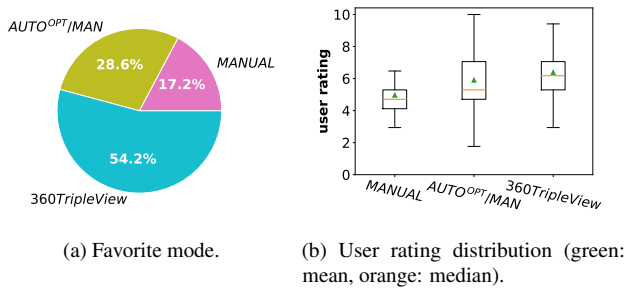 AUTO^OPT/MAN
MANUAL
28.6%
17.2%
54.2%
360TripleView
(a) Favorite mode.
user rating
10
8
6
4
2
0
MANUAL
AUTO^OPT/MAN
360TripleView
(b) User rating distribution (green:
mean, orange: median).